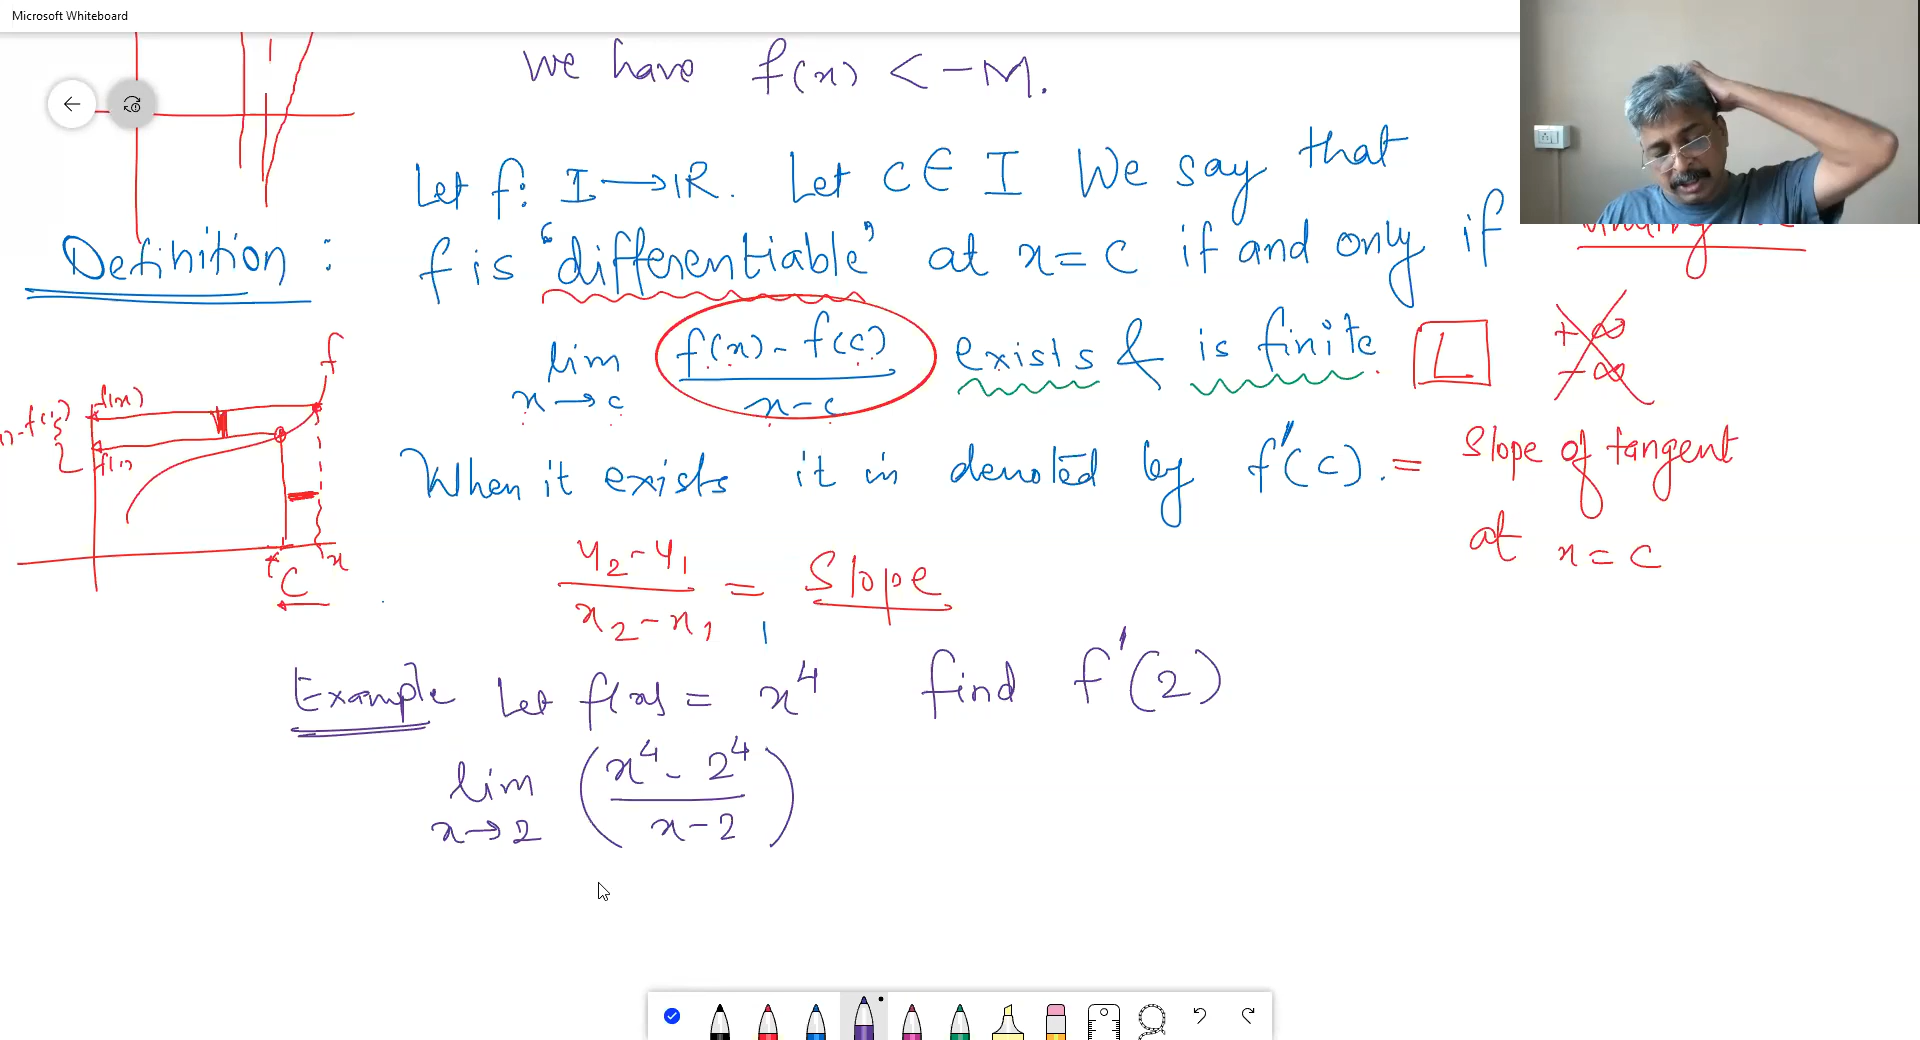 Microsoft Whiteboard
We have f(x) < -M.
Let f: I → IR. Let c ∈ I We say that
Definition : f is "differentiable" at x = c if and only if
lim x→c (f(x) - f(c))/(x - c) exists & is finite. L +∞ -∞
f
f(x)
f(c)
When it exists it is denoted by f'(c). = Slope of tangent
at x = c
c x
(y2 - y1)/(x2 - x1) = Slope
Example Let f(x) = x^4 find f'(2)
lim x→2 ((x^4 - 2^4)/(x - 2))